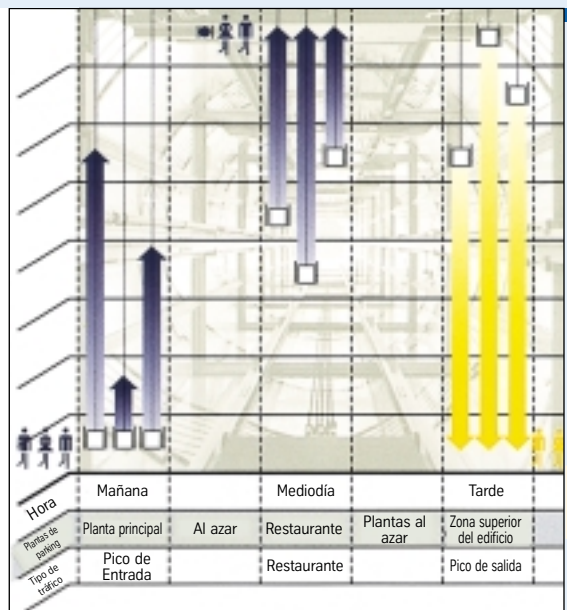 Hora
Mañana
Mediodía
Tarde
Plantas de
parking
Planta principal
Al azar
Restaurante
Plantas al
azar
Zona superior
del edificio
Tipo de
tráfico
Pico de
Entrada
Restaurante
Pico de salida